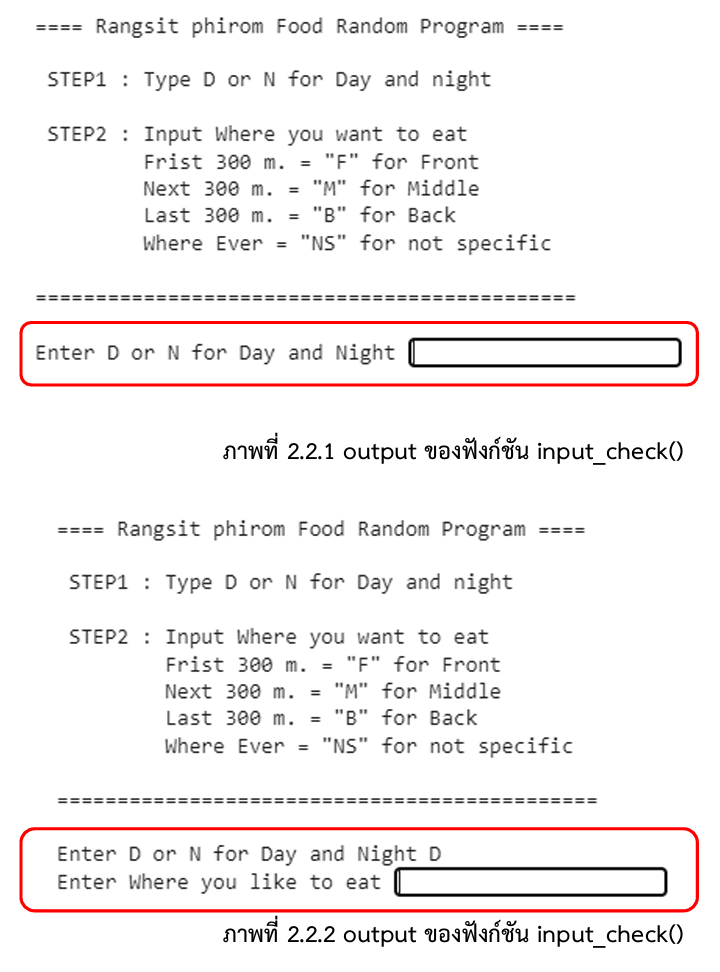 ==== Rangsit phirom Food Random Program ====
STEP1 : Type D or N for Day and night
STEP2 : Input Where you want to eat
Frist 300 m. = "F" for Front
Next 300 m. = "M" for Middle
Last 300 m. = "B" for Back
Where Ever = "NS" for not specific
=============================================
Enter D or N for Day and Night
ภาพที่ 2.2.1 output ของฟังก์ชัน input_check()
==== Rangsit phirom Food Random Program ====
STEP1 : Type D or N for Day and night
STEP2 : Input Where you want to eat
Frist 300 m. = "F" for Front
Next 300 m. = "M" for Middle
Last 300 m. = "B" for Back
Where Ever = "NS" for not specific
=============================================
Enter D or N for Day and Night D
Enter Where you like to eat
ภาพที่ 2.2.2 output ของฟังก์ชัน input_check()